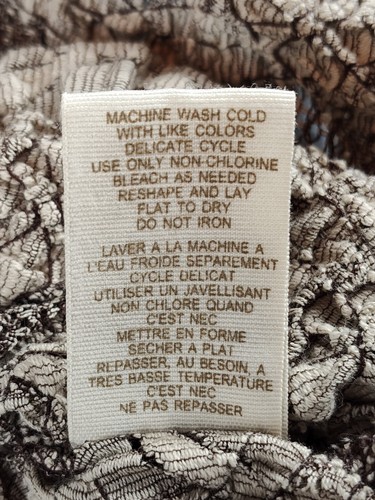 MACHINE WASH COLD
WITH LIKE COLORS
DELICATE CYCLE
USE ONLY NON-CHLORINE
BLEACH AS NEEDED
RESHAPE AND LAY
FLAT TO DRY
DO NOT IRON
LAVER A LA MACHINE A
L'EAU FROIDE SEPAREMENT
CYCLE DELICAT
UTILISER UN JAVELLISANT
NON CHLORE QUAND
C'EST NEC
METTRE EN FORME
SECHER A PLAT
REPASSER, AU BESOIN, A
TRES BASSE TEMPERATURE
C'EST NEC
NE PAS REPASSER